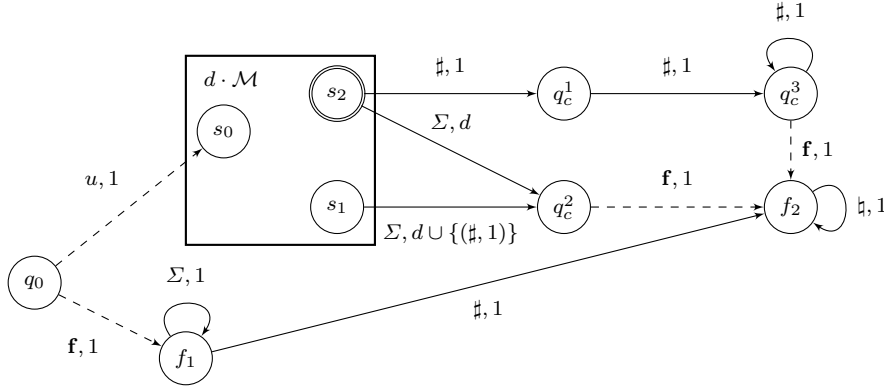 ♯, 1
d · ℳ
s₂
♯, 1
q_c^1
♯, 1
q_c^3
s₀
Σ, d
f, 1
u, 1
f, 1
s₁
q_c^2
f₂
♮, 1
Σ, d ∪ {(♯, 1)}
q₀
Σ, 1
♯, 1
f, 1
f₁